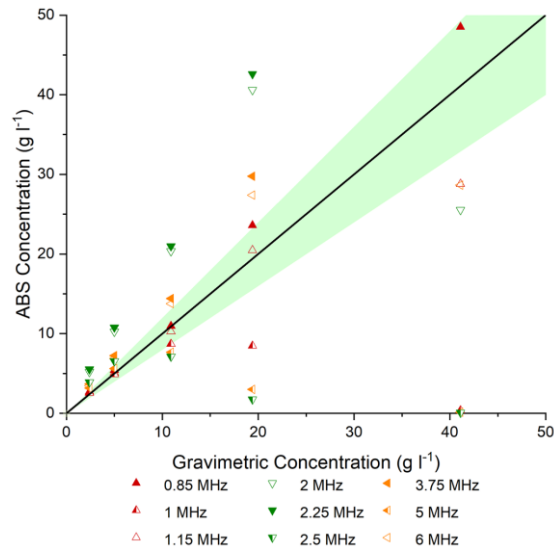 50
40
30
20
10
0
ABS Concentration (g l⁻¹)
0 10 20 30 40 50
Gravimetric Concentration (g l⁻¹)
0.85 MHz 2 MHz 3.75 MHz
1 MHz 2.25 MHz 5 MHz
1.15 MHz 2.5 MHz 6 MHz